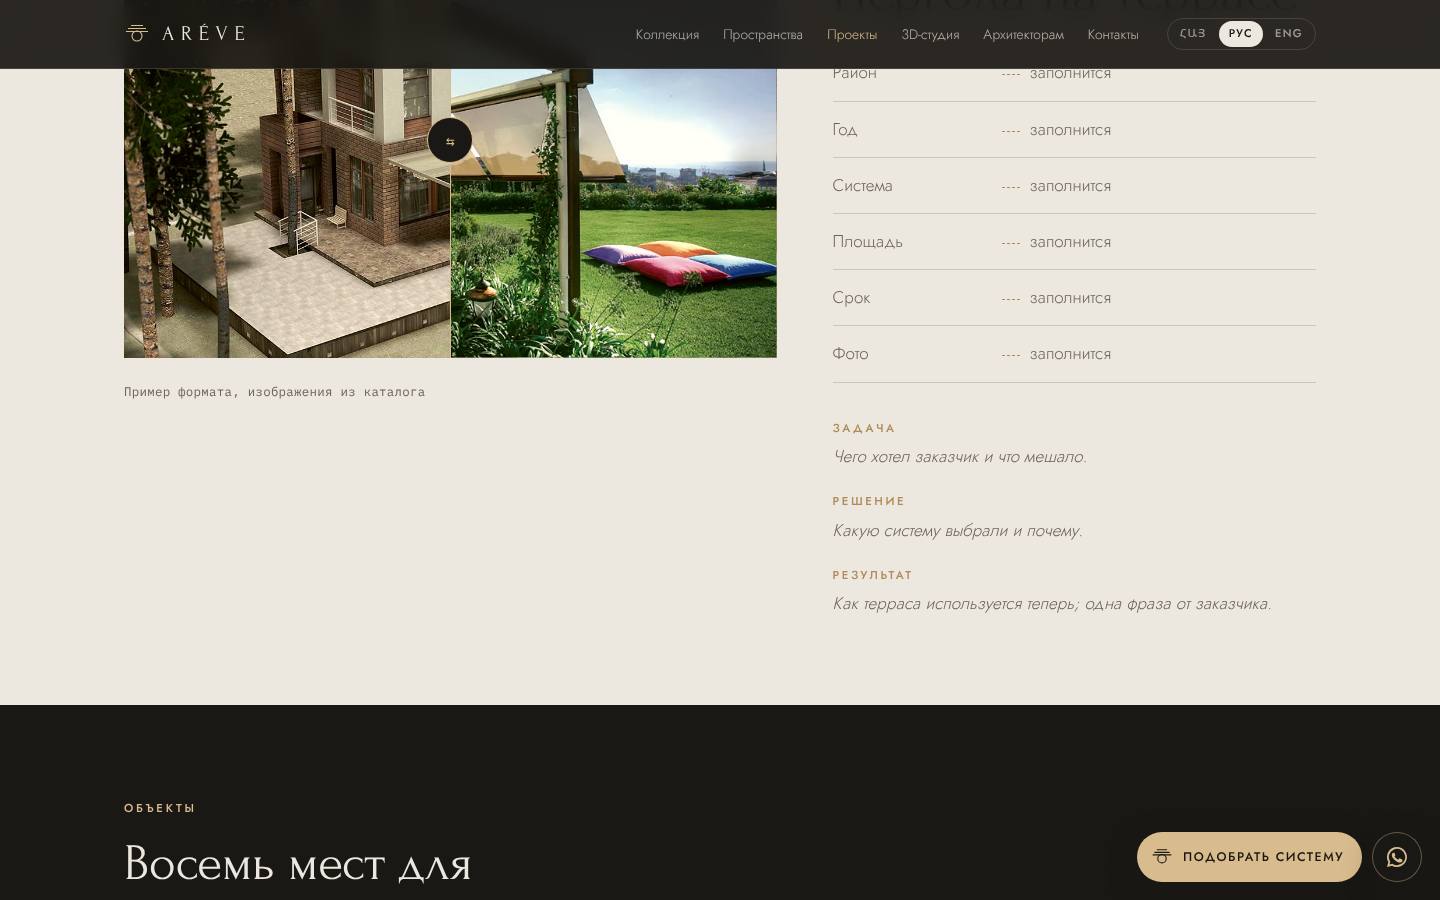 ARÉVE
Коллекция Пространства Проекты 3D-студия Архитекторам Контакты ՀԱՅ РУС ENG
Район ---- заполнится
Год ---- заполнится
Система ---- заполнится
Площадь ---- заполнится
Срок ---- заполнится
Фото ---- заполнится
Пример формата, изображения из каталога
ЗАДАЧА
Чего хотел заказчик и что мешало.
РЕШЕНИЕ
Какую систему выбрали и почему.
РЕЗУЛЬТАТ
Как терраса используется теперь; одна фраза от заказчика.
ОБЪЕКТЫ
Восемь мест для
ПОДОБРАТЬ СИСТЕМУ